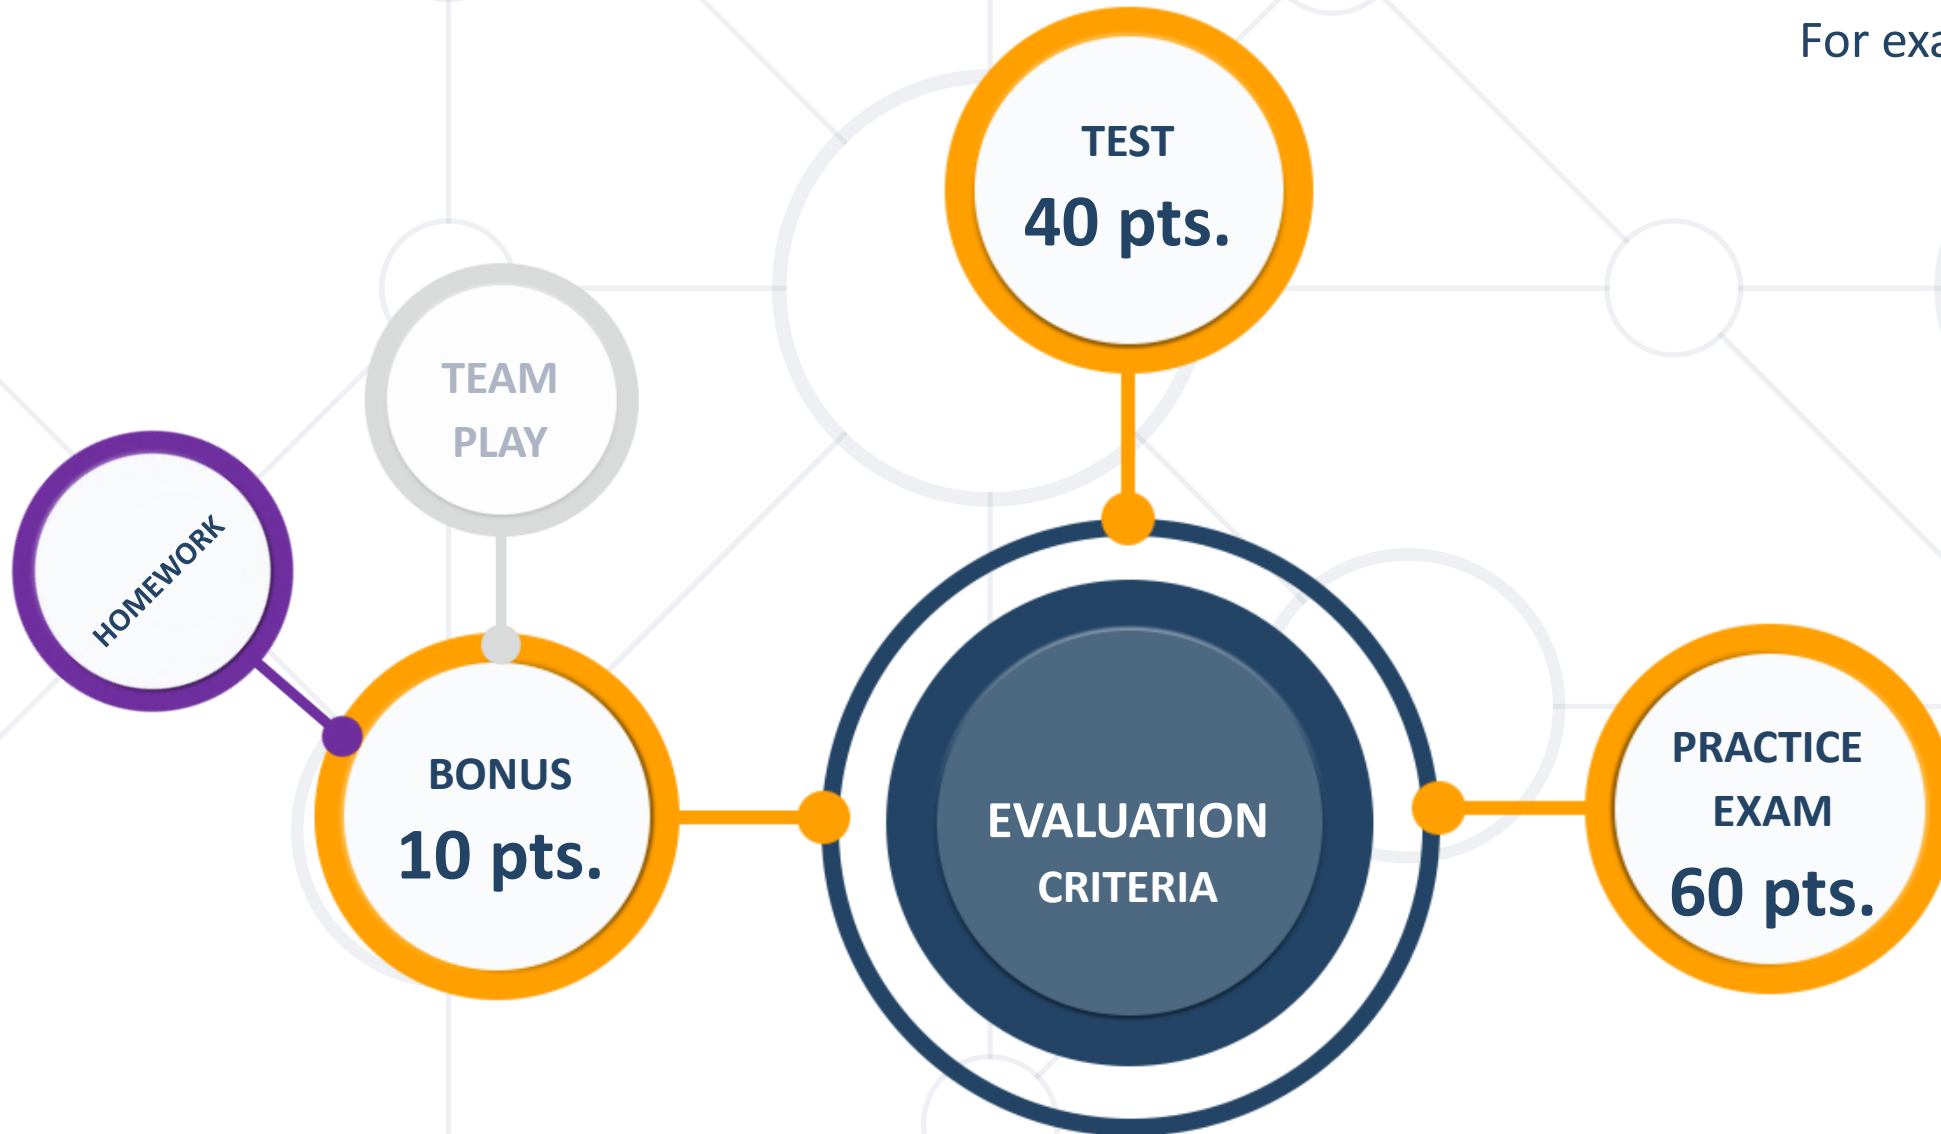 For exa
TEST
40 pts.
TEAM
PLAY
HOMEWORK
BONUS
10 pts.
EVALUATION
CRITERIA
PRACTICE
EXAM
60 pts.